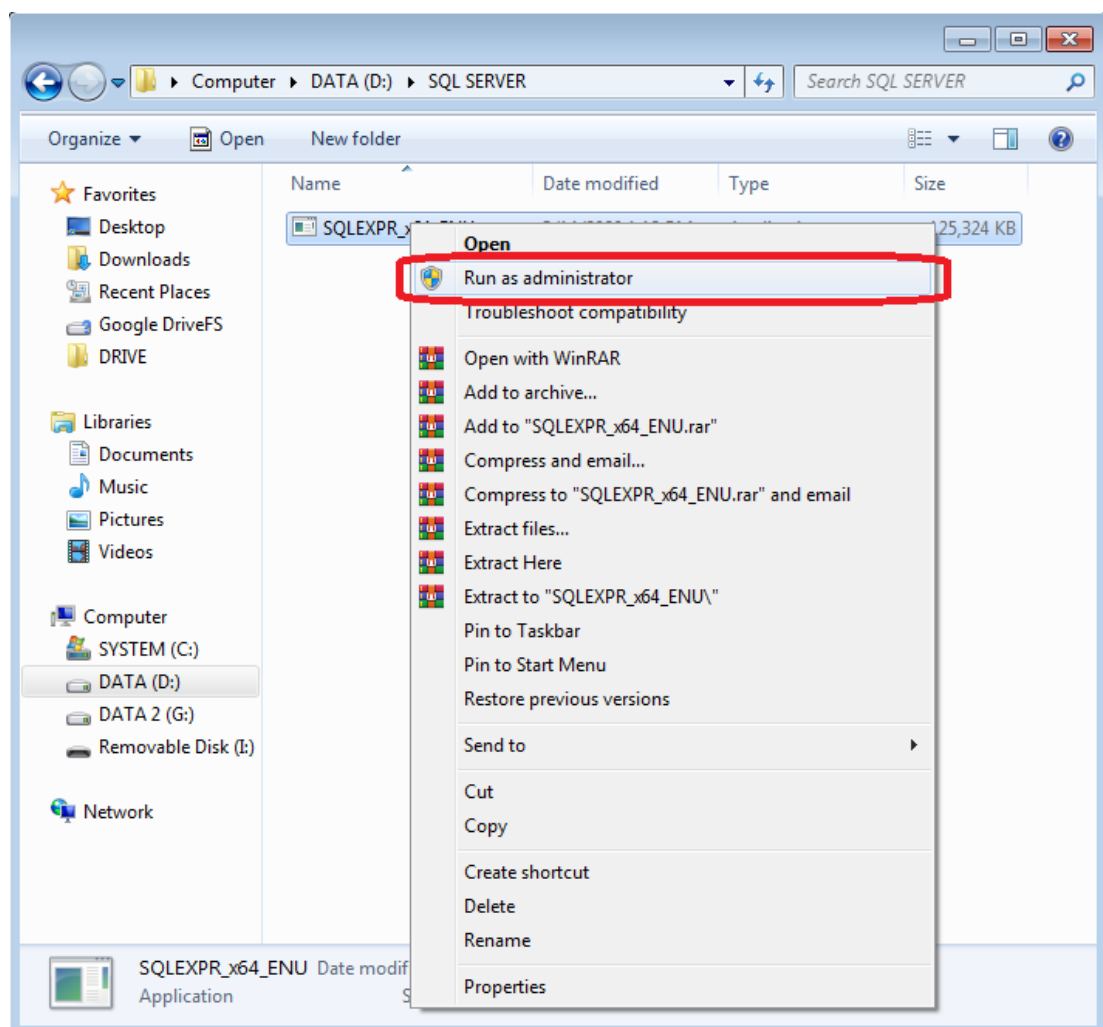 Computer ▸ DATA (D:) ▸ SQL SERVER
Search SQL SERVER
Organize
Open
New folder
Name
Date modified
Type
Size
Favorites
Desktop
Downloads
Recent Places
Google DriveFS
DRIVE
Libraries
Documents
Music
Pictures
Videos
Computer
SYSTEM (C:)
DATA (D:)
DATA 2 (G:)
Removable Disk (I:)
Network
SQLEXPR_
25,324 KB
Open
Run as administrator
Troubleshoot compatibility
Open with WinRAR
Add to archive...
Add to "SQLEXPR_x64_ENU.rar"
Compress and email...
Compress to "SQLEXPR_x64_ENU.rar" and email
Extract files...
Extract Here
Extract to "SQLEXPR_x64_ENU\"
Pin to Taskbar
Pin to Start Menu
Restore previous versions
Send to
Cut
Copy
Create shortcut
Delete
Rename
Properties
SQLEXPR_x64_ENU Date modif
Application